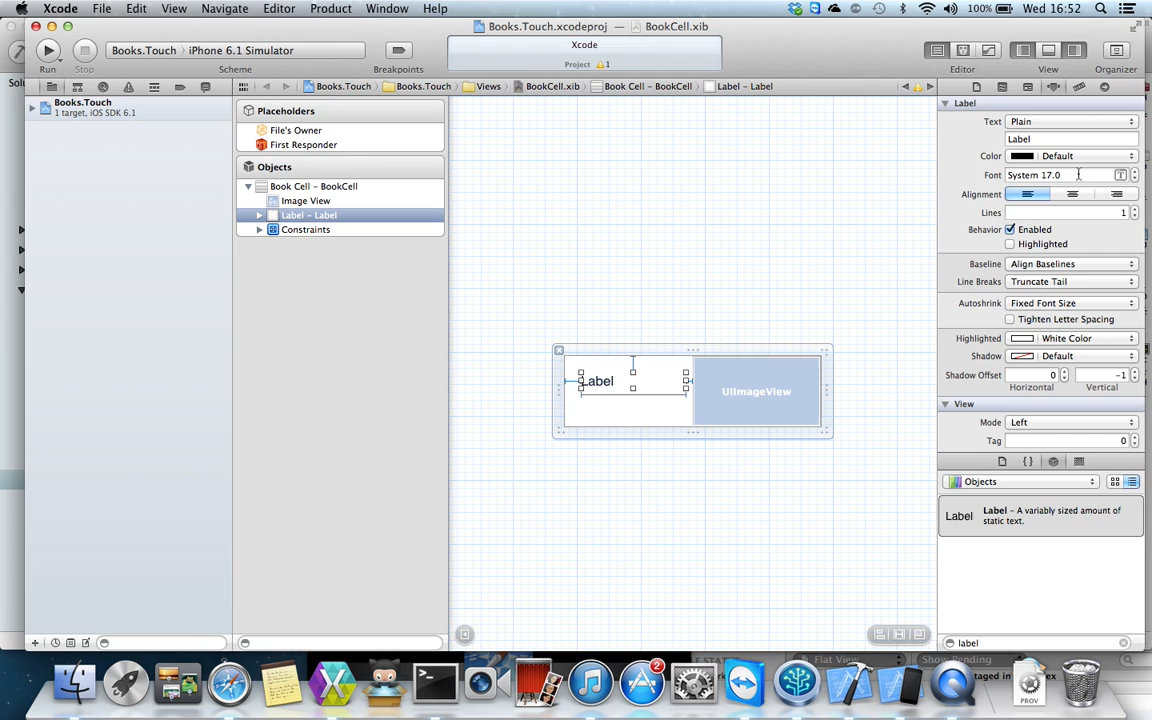 Xcode File Edit View Navigate Editor Product Window Help 100% Wed 16:52
Books.Touch.xcodeproj — BookCell.xib
Books.Touch iPhone 6.1 Simulator
Xcode
Project 1
Run Stop Scheme Breakpoints Editor View Organizer
Books.Touch Books.Touch Views BookCell.xib Book Cell - BookCell Label - Label
Books.Touch
1 target, iOS SDK 6.1
Placeholders
File's Owner
First Responder
Objects
Book Cell - BookCell
Image View
Label - Label
Constraints
Label
UIImageView
Label
Text Plain
Label
Color Default
Font System 17.0 T
Alignment
Lines 1
Behavior Enabled
Highlighted
Baseline Align Baselines
Line Breaks Truncate Tail
Autoshrink Fixed Font Size
Tighten Letter Spacing
Highlighted White Color
Shadow Default
Shadow Offset 0 -1
Horizontal Vertical
View
Mode Left
Tag 0
Objects
Label Label - A variably sized amount of
static text.
label
Flat View Show Pending
2
PROV